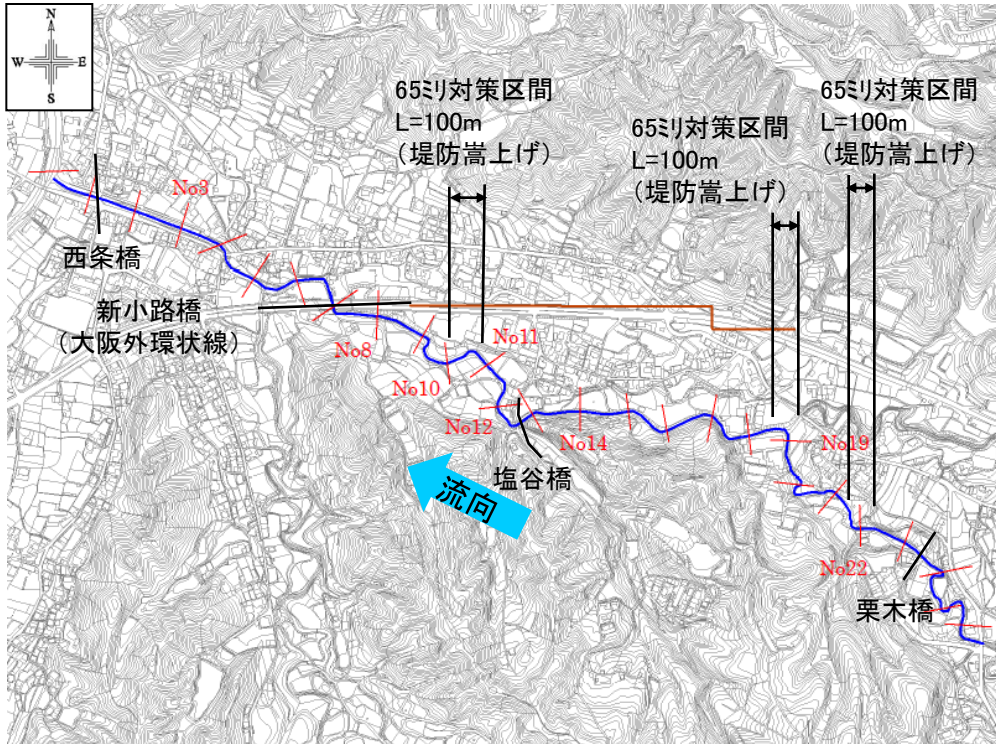 N
W E
S
65ﾐﾘ対策区間
L=100m
（堤防嵩上げ）
65ﾐﾘ対策区間
L=100m
（堤防嵩上げ）
65ﾐﾘ対策区間
L=100m
（堤防嵩上げ）
No3
西条橋
新小路橋
（大阪外環状線）
No8
No10
No11
No12
No14
塩谷橋
流向
No19
No22
栗木橋